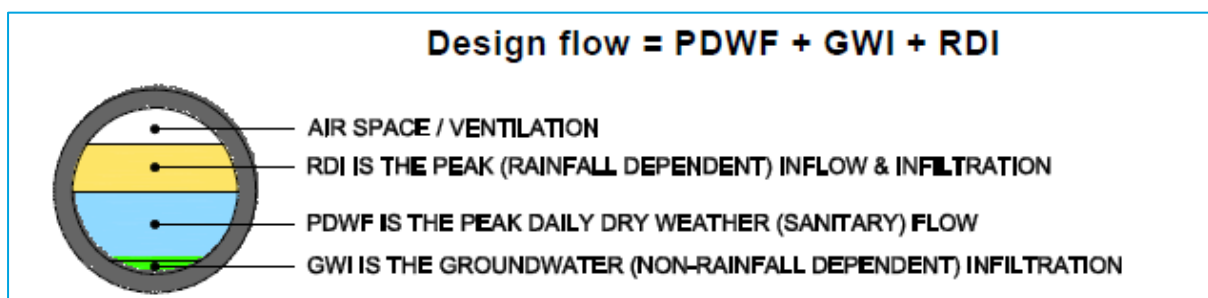 Design flow = PDWF + GWI + RDI
AIR SPACE / VENTILATION
RDI IS THE PEAK (RAINFALL DEPENDENT) INFLOW & INFILTRATION
PDWF IS THE PEAK DAILY DRY WEATHER (SANITARY) FLOW
GWI IS THE GROUNDWATER (NON-RAINFALL DEPENDENT) INFILTRATION